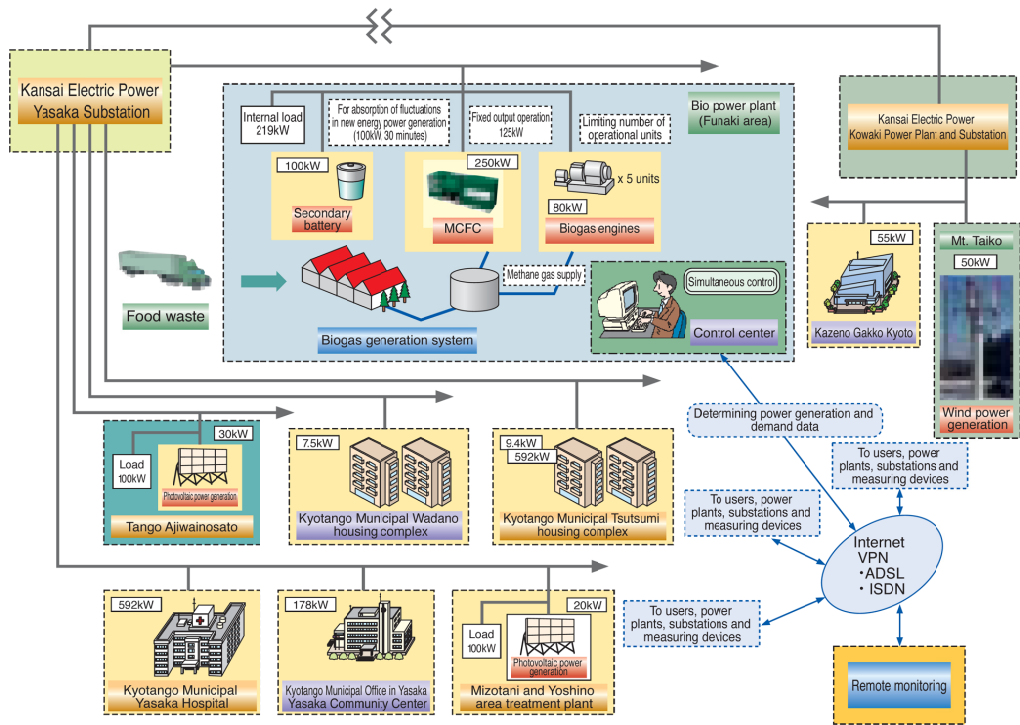 Kansai Electric Power
Yasaka Substation
Internal load
219kW
For absorption of fluctuations
in new energy power generation
(100kW 30 minutes)
Fixed output operation
125kW
Limiting number of
operational units
Bio power plant
(Funaki area)
Kansai Electric Power
Kowaki Power Plant and Substation
100kW
Secondary
battery
250kW
MCFC
x 5 units
80kW
Biogas engines
55kW
Kazeno Gakko Kyoto
Mt. Taiko
50kW
Wind power
generation
Food waste
Biogas generation system
Methane gas supply
Simultaneous control
Control center
Determining power generation and
demand data
30kW
Load
100kW
Photovoltaic power generation
Tango Ajiwainosato
7.5kW
Kyotango Municipal Wadano
housing complex
9.4kW
592kW
Kyotango Municipal Tsutsumi
housing complex
To users, power
plants, substations and
measuring devices
To users, power
plants, substations and
measuring devices
Internet
VPN
・ADSL
・ISDN
To users, power
plants, substations and
measuring devices
592kW
Kyotango Municipal
Yasaka Hospital
178kW
Kyotango Municipal Office in Yasaka
Yasaka Community Center
20kW
Load
100kW
Photovoltaic power
generation
Mizotani and Yoshino
area treatment plant
Remote monitoring